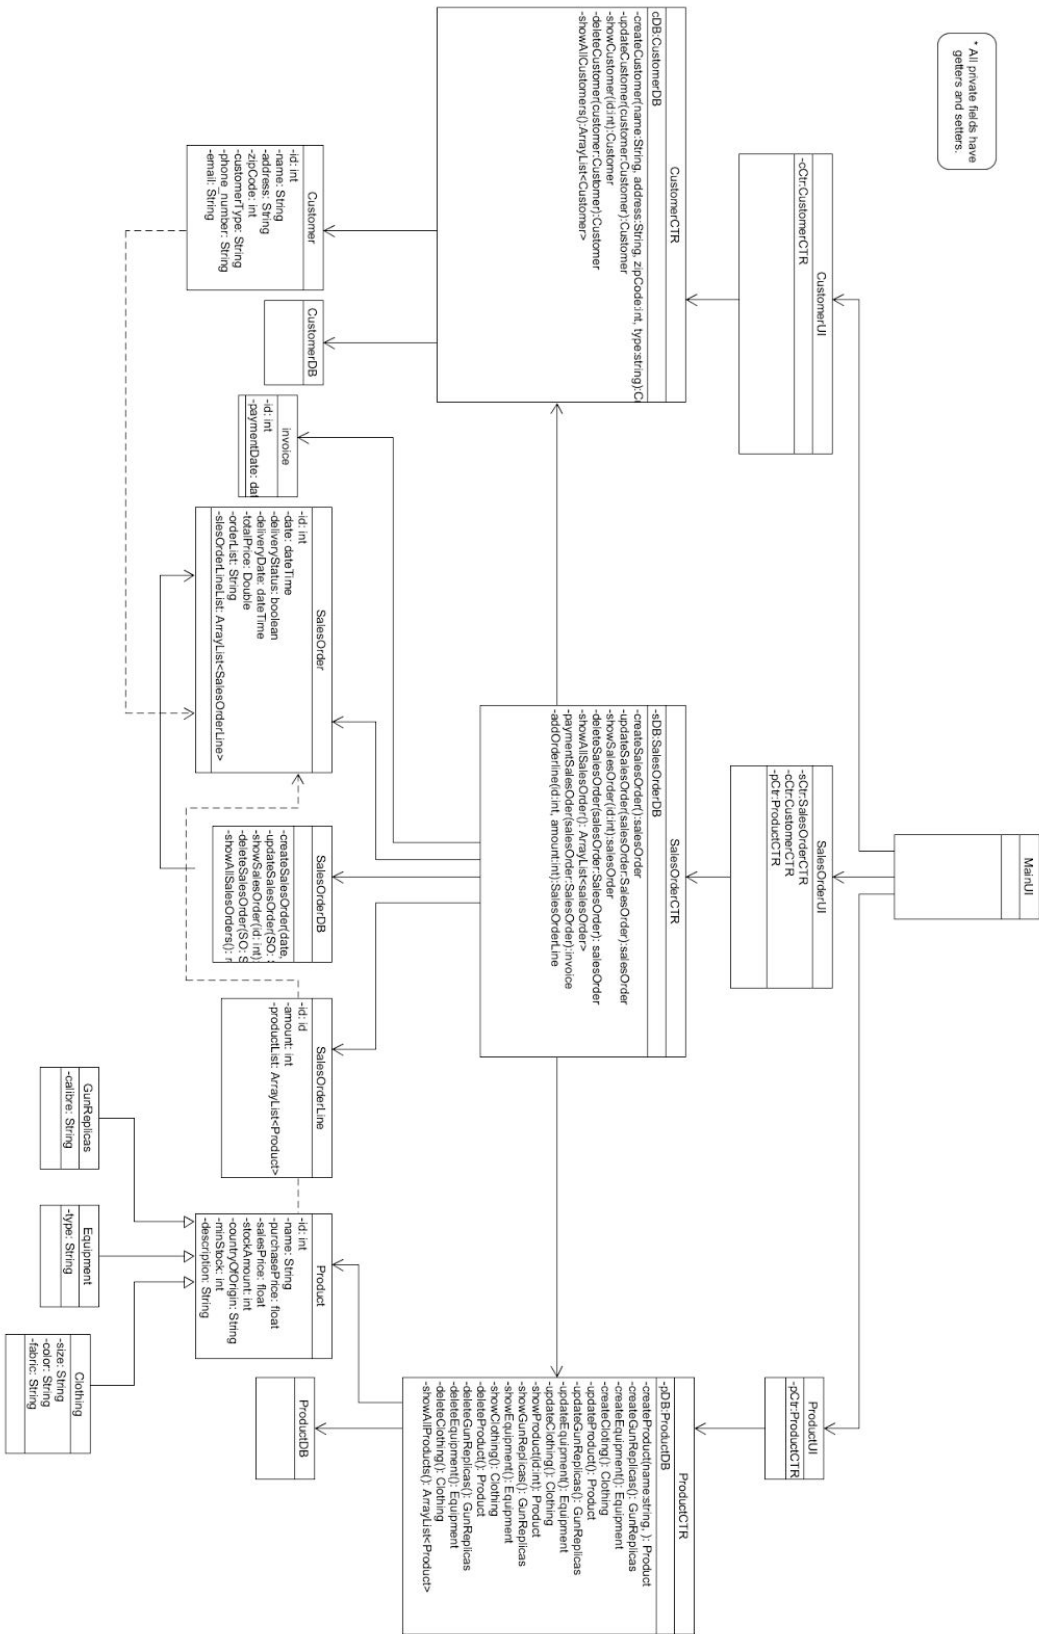 * All private fields have
getters and setters.
MainUI
CustomerUI
-cCtr:CustomerCTR
SalesOrderUI
-sCtr:SalesOrderCTR
-cCtr:CustomerCTR
-pCtr:ProductCTR
ProductUI
-pCtr:ProductCTR
CustomerCTR
cDB:CustomerDB
-createCustomer(name:String, address:String, zipCode:int, type:string):C
-updateCustomer(customer:Customer):Customer
-showCustomer(id:int):Customer
-deleteCustomer(customer:Customer):Customer
-showAllCustomers():ArrayList<Customer>
SalesOrderCTR
-sDB:SalesOrderDB
-createSalesOrder():salesOrder
-updateSalesOrder(salesOrder:SalesOrder):salesOrder
-showSalesOrder(id:int):salesOrder
-deleteSalesOrder(salesOrder:SalesOrder): salesOrder
-showAllSalesOrder(): ArrayList<salesOrder>
-paymentSalesOder(salesOrder:SalesOrder):invoice
-addOrderline(id:int, amount:int):SalesOrderLine
ProductCTR
-pDB:ProductDB
-createProduct(name:string, ): Product
-createGunReplicas(): GunReplicas
-createEquipment(): Equipment
-createCloting(): Clothing
-updateProduct(): Product
-updateGunReplicas(): GunReplicas
-updateEquipment(): Equipment
-updateClothing(): Clothing
-showProduct(id:int): Product
-showGunReplicas(): GunReplicas
-showEquipment(): Equipment
-showClothing(): Clothing
-deleteProduct(): Product
-deleteGunReplicas(): GunReplicas
-deleteEquipment(): Equipment
-deleteClothing(): Clothing
-showAllProducts(): ArrayList<Product>
Customer
-id: int
-name: String
-address: String
-zipCode: int
-customerType: String
-phone_number: String
-email: String
CustomerDB
invoice
-id: int
-paymentDate: dat
SalesOrder
-id: int
-date: dateTime
-deliveryStatus: boolean
-deliveryDate: dateTime
-totalPrice: Double
-orderList: String
-slesOrderLineList: ArrayList<SalesOrderLine>
SalesOrderDB
-createSalesOrder(date,
-updateSalesOrder(SO:
-showSalesOrder(id: int)
-deleteSalesOrder(SO: S
-showAllSalesOrders():
SalesOrderLine
-id: id
-amount: int
-productList: ArrayList<Product>
Product
-id: int
-name: String
-purchasePrice: float
-salesPrice: float
-stockAmount: int
-countryOfOrigin: String
-minStock: int
-description: String
ProductDB
GunReplicas
-calibre: String
Equipment
-type: String
Clothing
-size: String
-color: String
-fabric: String